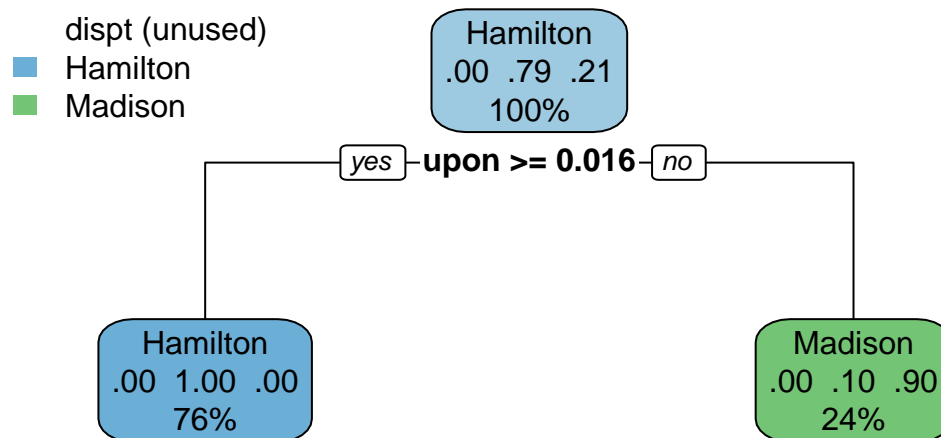 dispt (unused)
Hamilton
Madison
Hamilton
.00 .79 .21
100%
yes upon >= 0.016 no
Hamilton
.00 1.00 .00
76%
Madison
.00 .10 .90
24%